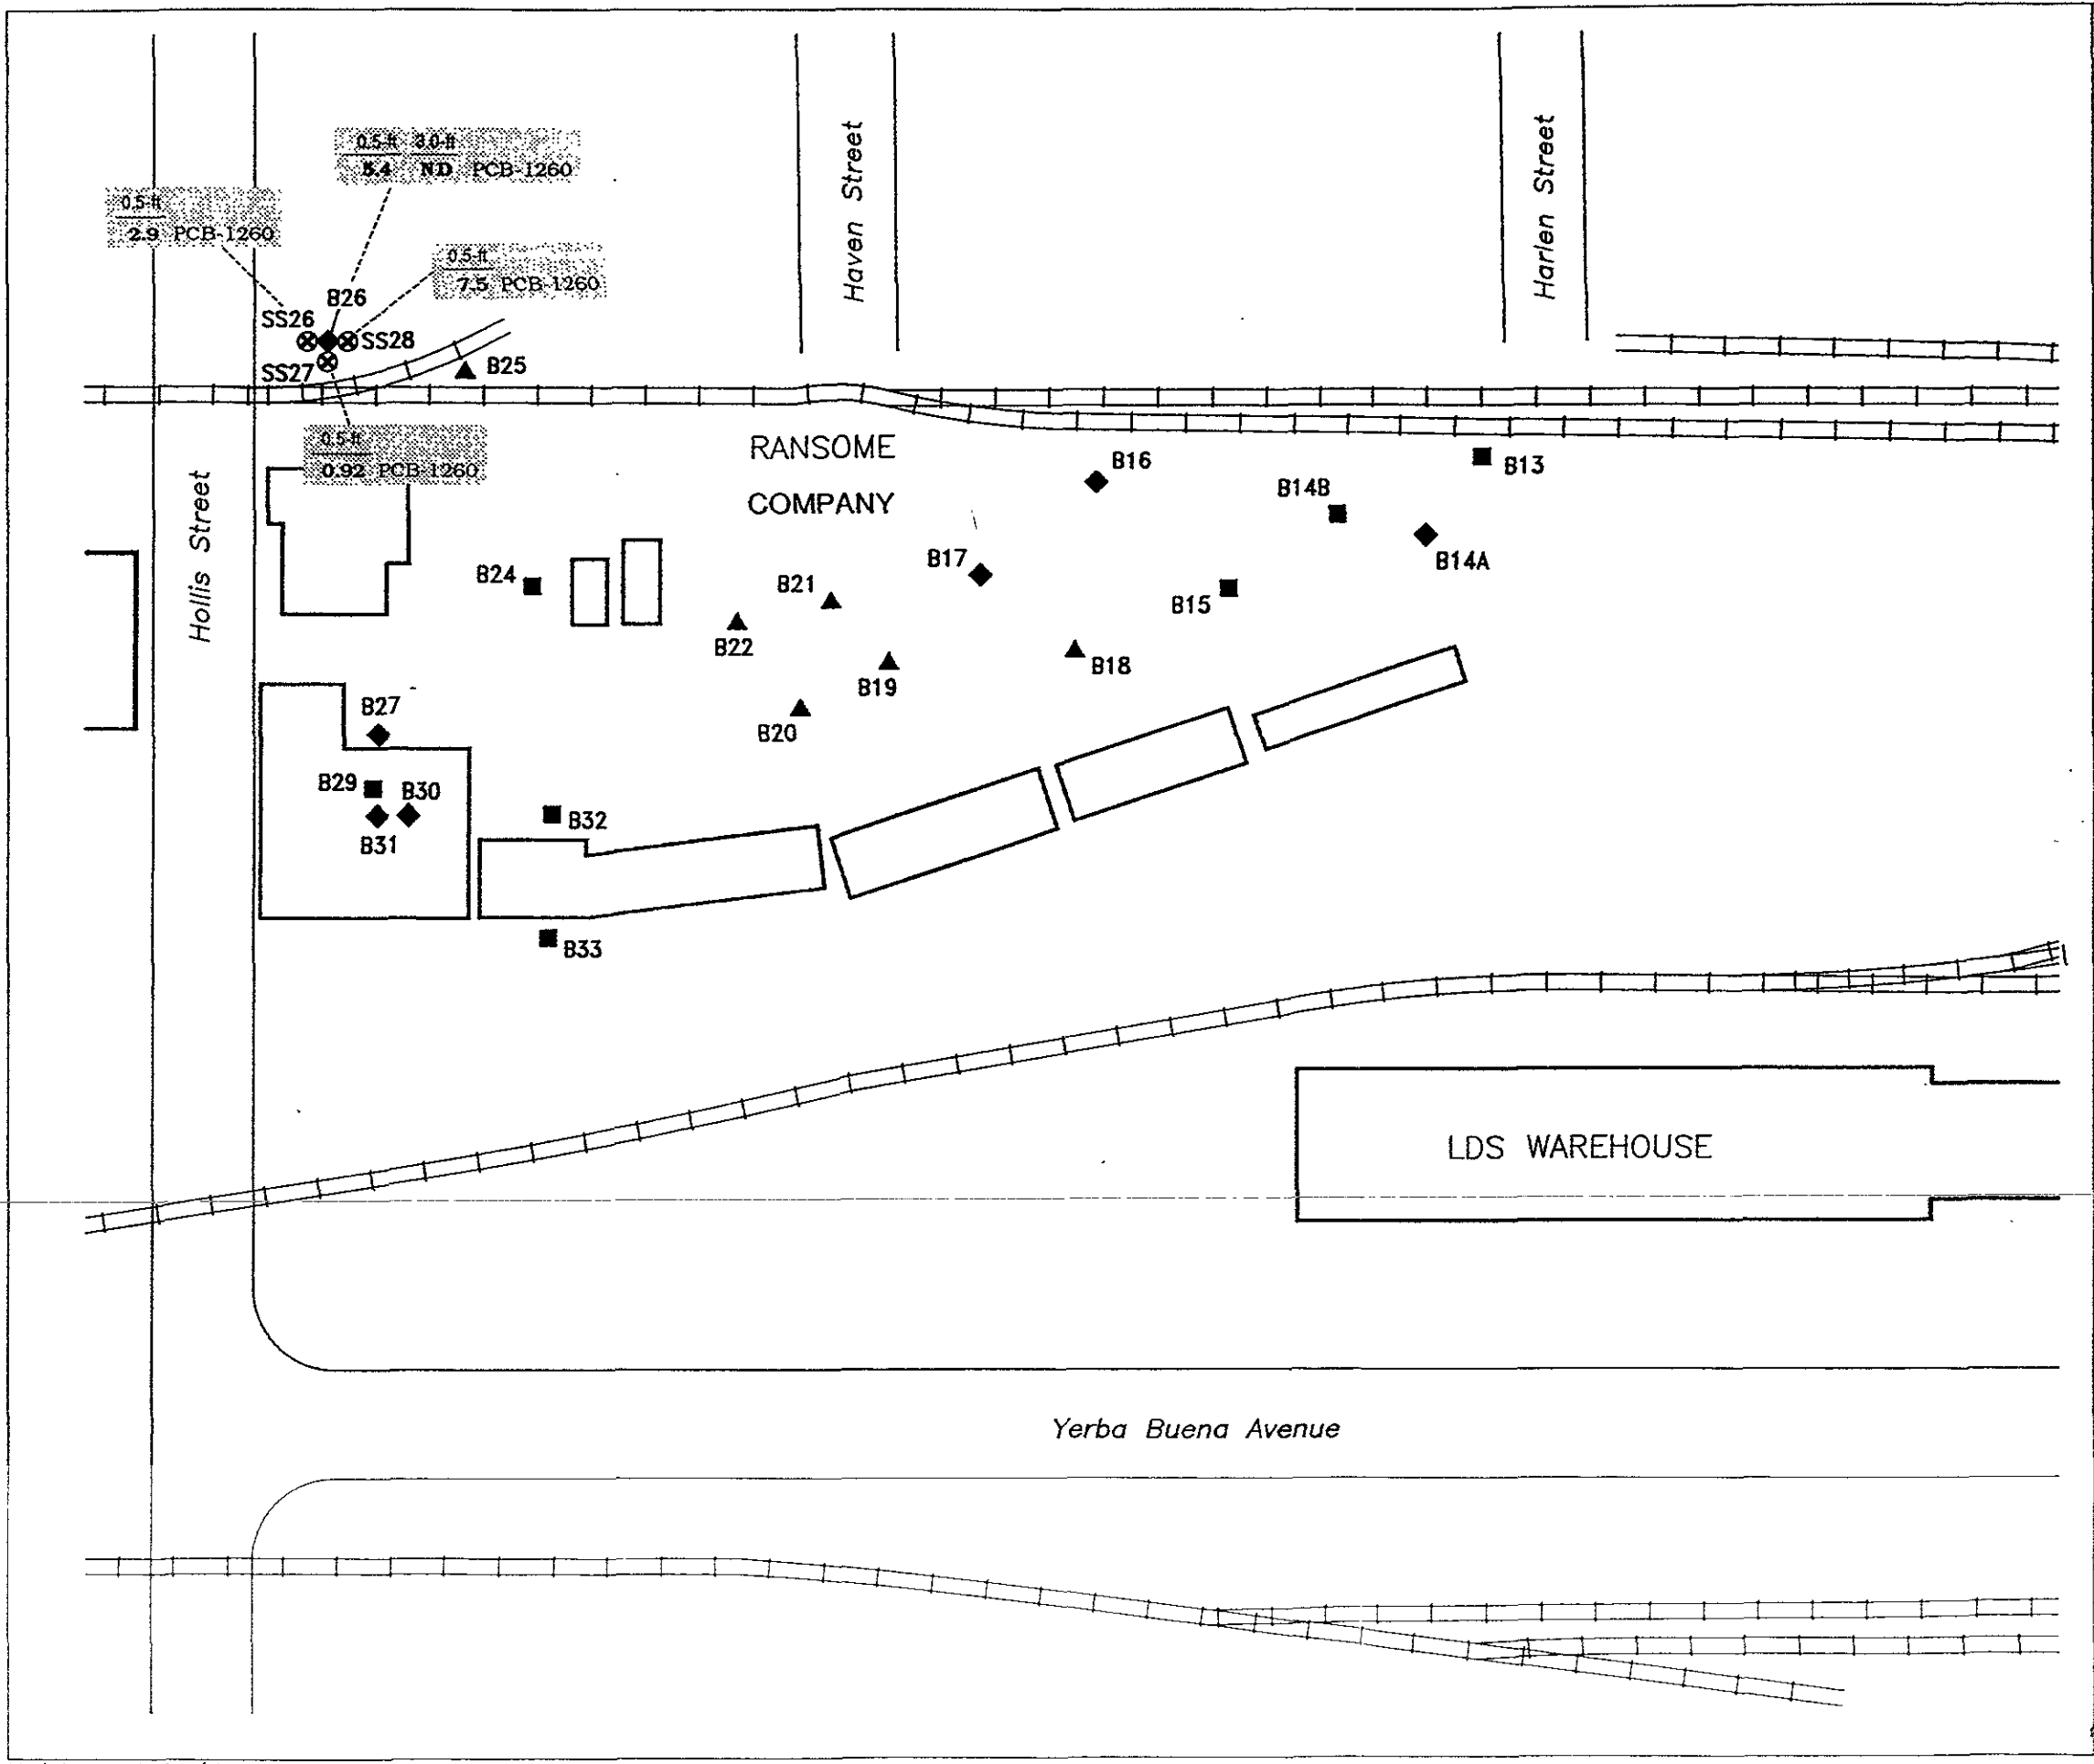 0.5-ft 3.0-ft
5.4 ND PCB-1260
0.5-ft
2.9 PCB-1260
0.5-ft
7.5 PCB-1260
B26
SS26
SS28
SS27
B25
0.5-ft
0.92 PCB-1260
Haven Street
Harlen Street
Hollis Street
RANSOME
COMPANY
B16
B13
B14B
B14A
B17
B15
B24
B21
B22
B18
B19
B20
B27
B29
B30
B31
B32
B33
LDS WAREHOUSE
Yerba Buena Avenue